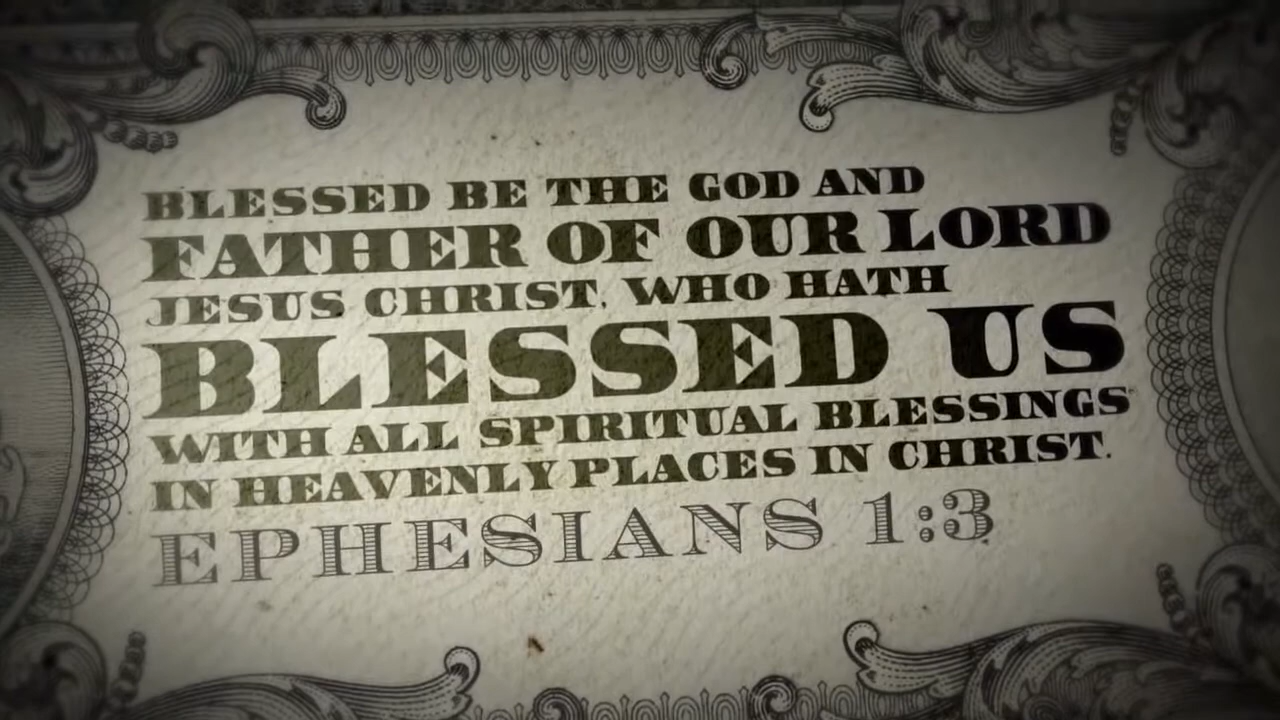 BLESSED BE THE GOD AND
FATHER OF OUR LORD
JESUS CHRIST, WHO HATH
BLESSED US
WITH ALL SPIRITUAL BLESSINGS
IN HEAVENLY PLACES IN CHRIST.
EPHESIANS 1:3